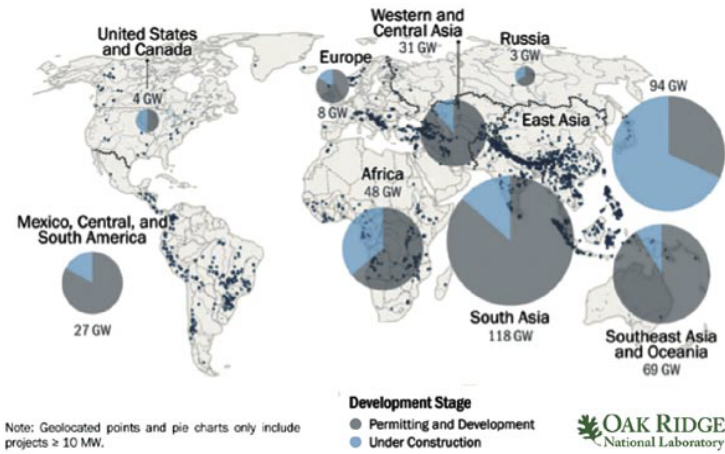 United States
and Canada
4 GW
Europe
8 GW
Western and
Central Asia
31 GW
Russia
3 GW
94 GW
East Asia
Africa
48 GW
Mexico, Central, and
South America
27 GW
South Asia
118 GW
Southeast Asia
and Oceania
69 GW
Development Stage
Permitting and Development
Under Construction
Note: Geolocated points and pie charts only include
projects ≥ 10 MW.
OAK RIDGE
National Laboratory